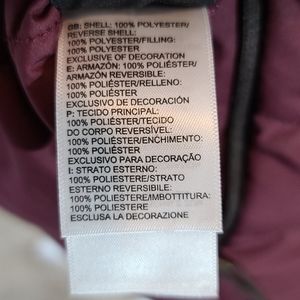 GB: SHELL: 100% POLYESTER/
REVERSE SHELL:
100% POLYESTER/FILLING:
100% POLYESTER
EXCLUSIVE OF DECORATION
E: ARMAZÓN: 100% POLIÉSTER/
ARMAZÓN REVERSIBLE:
100% POLIÉSTER/RELLENO:
100% POLIÉSTER
EXCLUSIVO DE DECORACIÓN
P: TECIDO PRINCIPAL:
100% POLIÉSTER/TECIDO
DO CORPO REVERSÍVEL:
100% POLIÉSTER/ENCHIMENTO:
100% POLIÉSTER
EXCLUSIVO PARA DECORAÇÃO
I: STRATO ESTERNO:
100% POLIESTERE/STRATO
ESTERNO REVERSIBILE:
100% POLIESTERE/IMBOTTITURA:
100% POLIESTERE
ESCLUSA LA DECORAZIONE